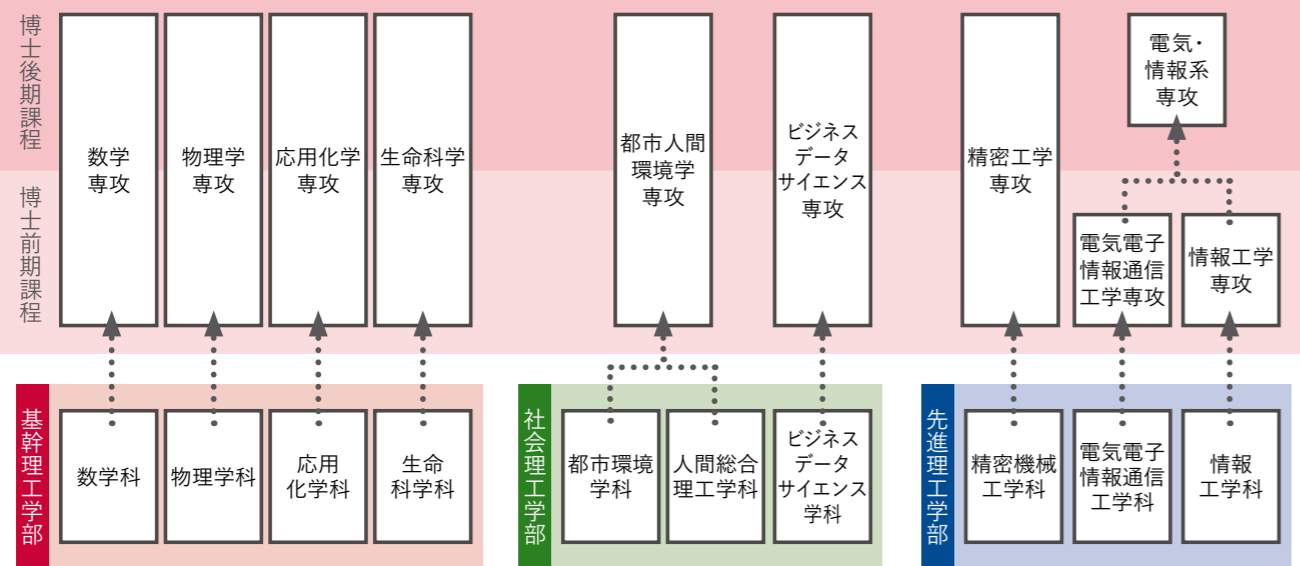 博士後期課程
数学
専攻
物理学
専攻
応用化学
専攻
生命科学
専攻
都市人間
環境学
専攻
ビジネス
データ
サイエンス
専攻
精密工学
専攻
電気・
情報系
専攻
博士前期課程
電気電子
情報通信
工学専攻
情報工学
専攻
基幹理工学部
数学科
物理学科
応用
化学科
生命
科学科
社会理工学部
都市環境
学科
人間総合
理工学科
ビジネス
データ
サイエンス
学科
先進理工学部
精密機械
工学科
電気電子
情報通信
工学科
情報
工学科